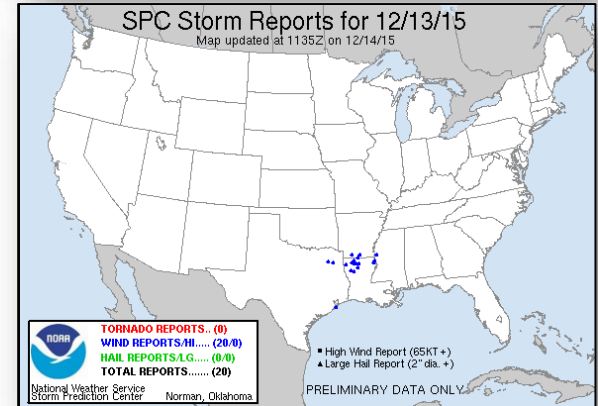 SPC Storm Reports for 12/13/15
Map updated at 1135Z on 12/14/15
NOAA
TORNADO REPORTS.. (0)
WIND REPORTS/HI..... (20/0)
HAIL REPORTS/LG..... (0/0)
TOTAL REPORTS....... (20)
National Weather Service
Storm Prediction Center Norman, Oklahoma
High Wind Report (65KT +)
Large Hail Report (2" dia. +)
PRELIMINARY DATA ONLY